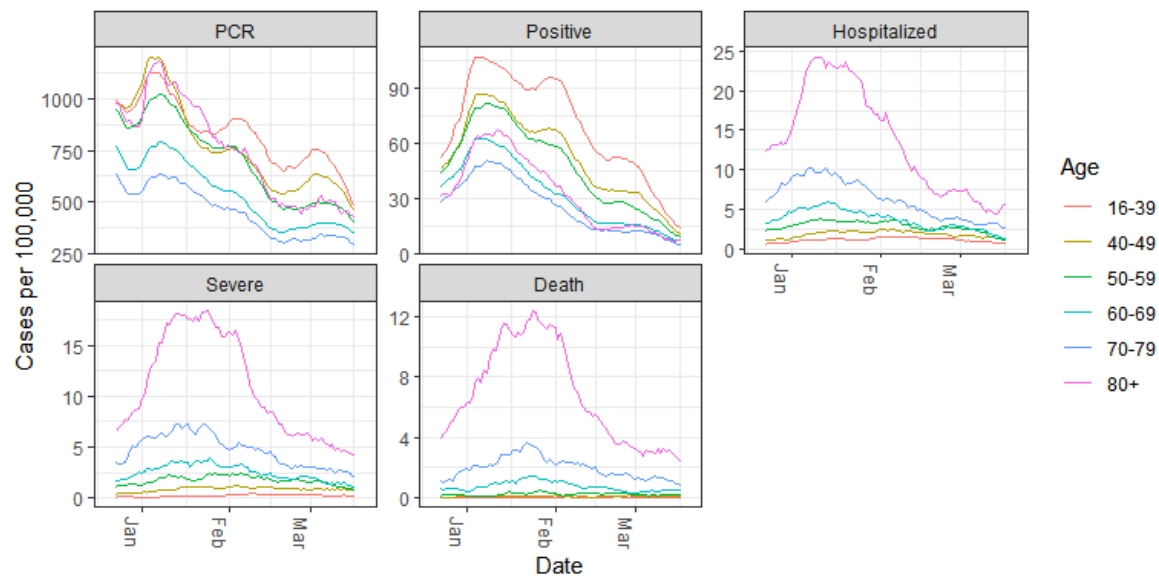 PCR
Positive
Hospitalized
1000
750
500
250
90
60
30
0
25
20
15
10
5
0
Jan
Feb
Mar
Severe
Death
15
10
5
0
12
8
4
0
Jan
Feb
Mar
Jan
Feb
Mar
Cases per 100,000
Date
Age
16-39
40-49
50-59
60-69
70-79
80+